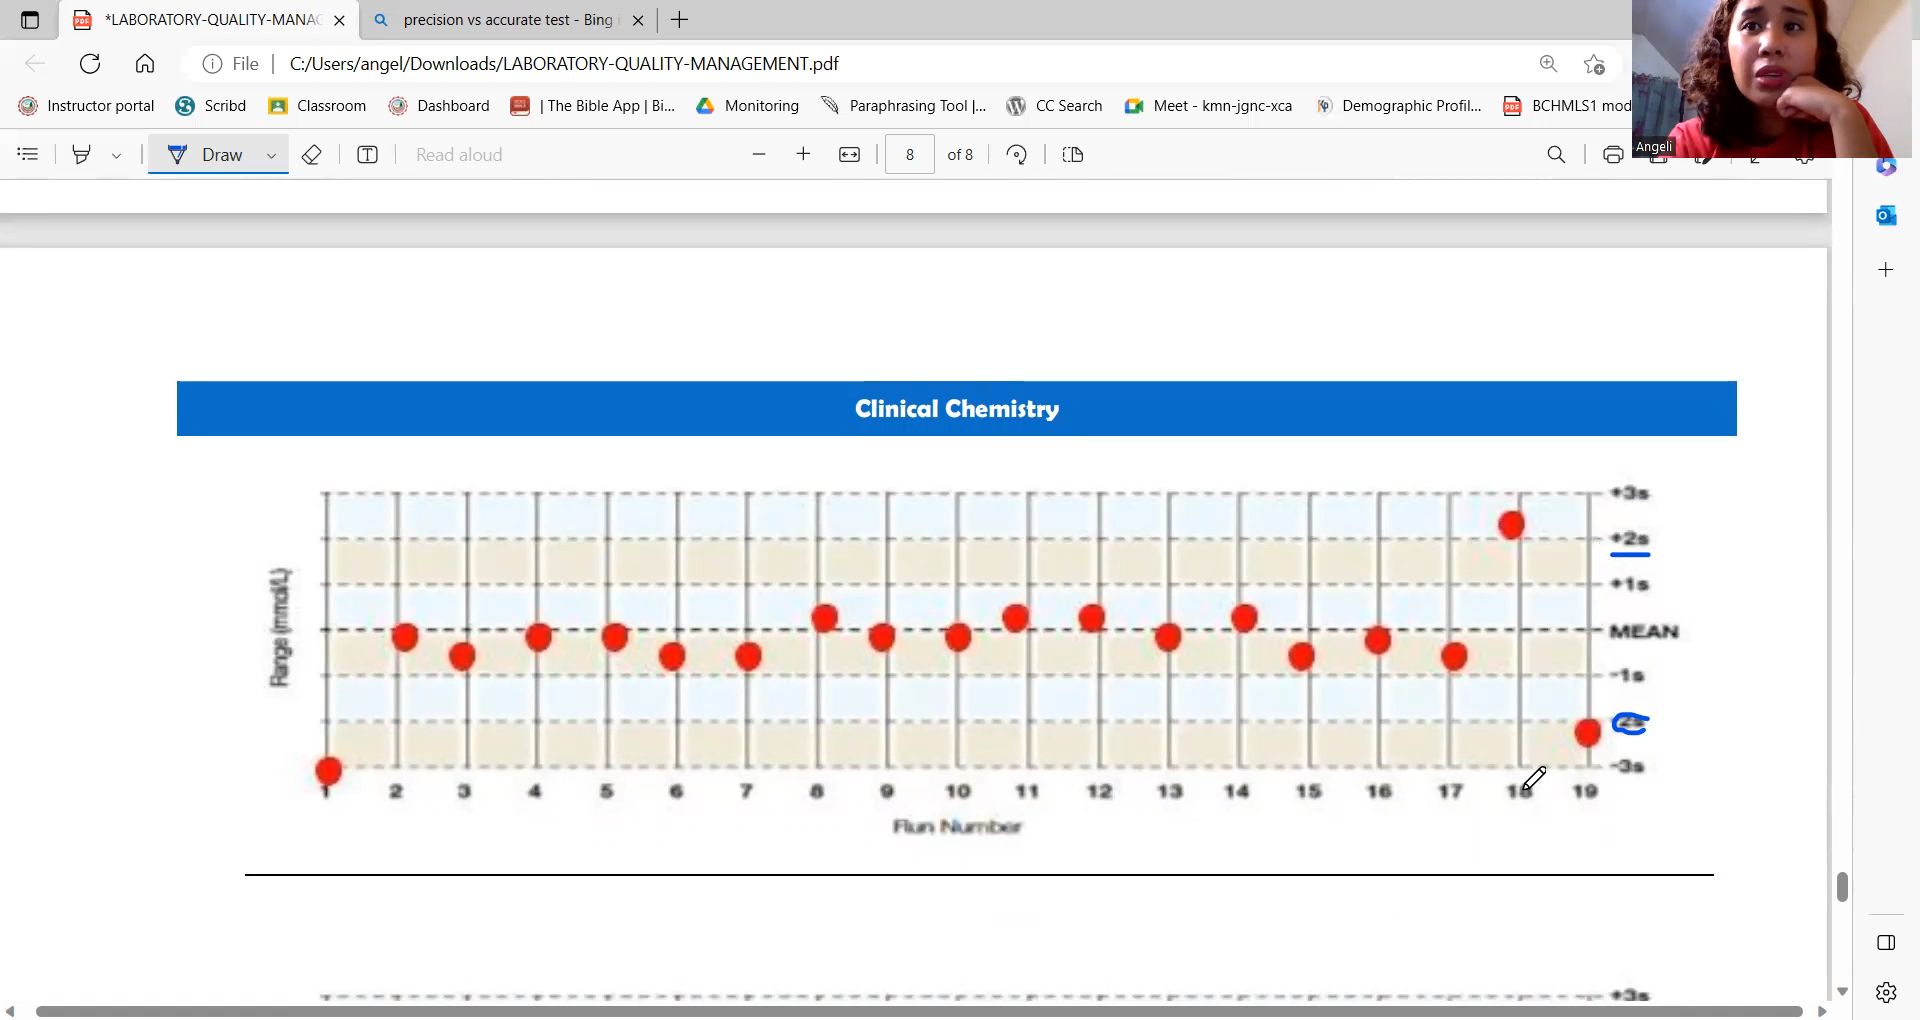 *LABORATORY-QUALITY-MANA
precision vs accurate test - Bing i
File
C:/Users/angel/Downloads/LABORATORY-QUALITY-MANAGEMENT.pdf
Instructor portal
Scribd
Classroom
Dashboard
| The Bible App | Bi...
Monitoring
Paraphrasing Tool |...
CC Search
Meet - kmn-jgnc-xca
Demographic Profil...
BCHMLS1 mod
Angeli
Draw
Read aloud
8
of 8
Clinical Chemistry
+3s
+2s
+1s
MEAN
-1s
-3s
Range (mmol/L)
1 2 3 4 5 6 7 8 9 10 11 12 13 14 15 16 17 18 19
Run Number
+3s